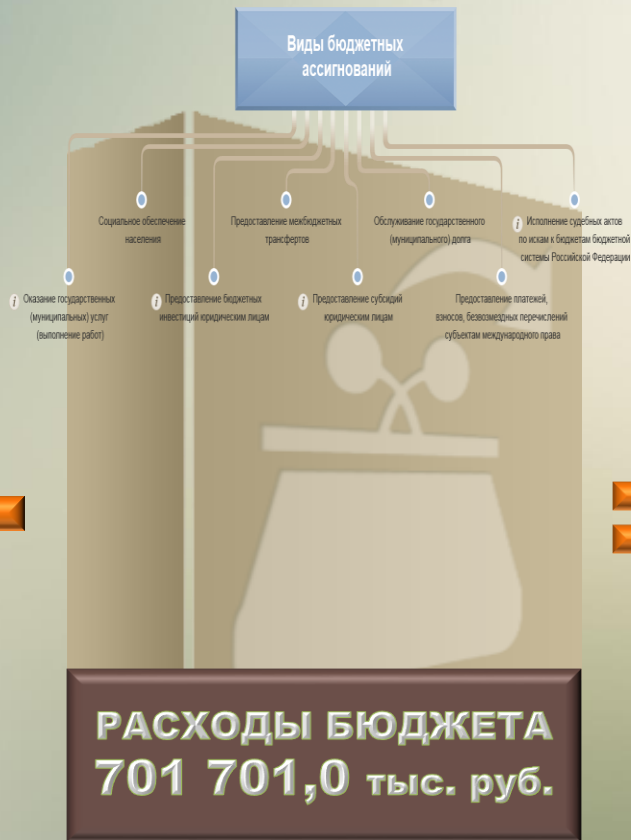 Виды бюджетных
ассигнований
Социальное обеспечение
населения
Предоставление межбюджетных
трансфертов
Обслуживание государственного
(муниципального) долга
i Исполнение судебных актов
по искам к бюджетам бюджетной
системы Российской Федерации
i Оказание государственных
(муниципальных) услуг
(выполнение работ)
i Предоставление бюджетных
инвестиций юридическим лицам
i Предоставление субсидий
юридическим лицам
Предоставление платежей,
взносов, безвозмездных перечислений
субъектам международного права
РАСХОДЫ БЮДЖЕТА
701 701,0 тыс. руб.